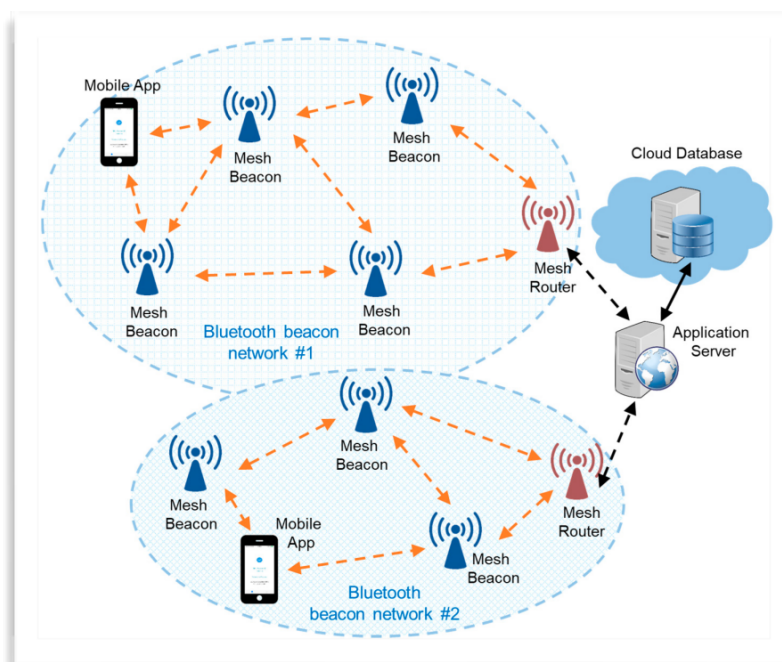 Mobile App
Mesh
Beacon
Mesh
Beacon
Cloud Database
Mesh
Beacon
Mesh
Beacon
Mesh
Router
Bluetooth beacon
network #1
Application
Server
Mesh
Beacon
Mesh
Beacon
Mobile
App
Mesh
Beacon
Mesh
Router
Bluetooth
beacon network #2